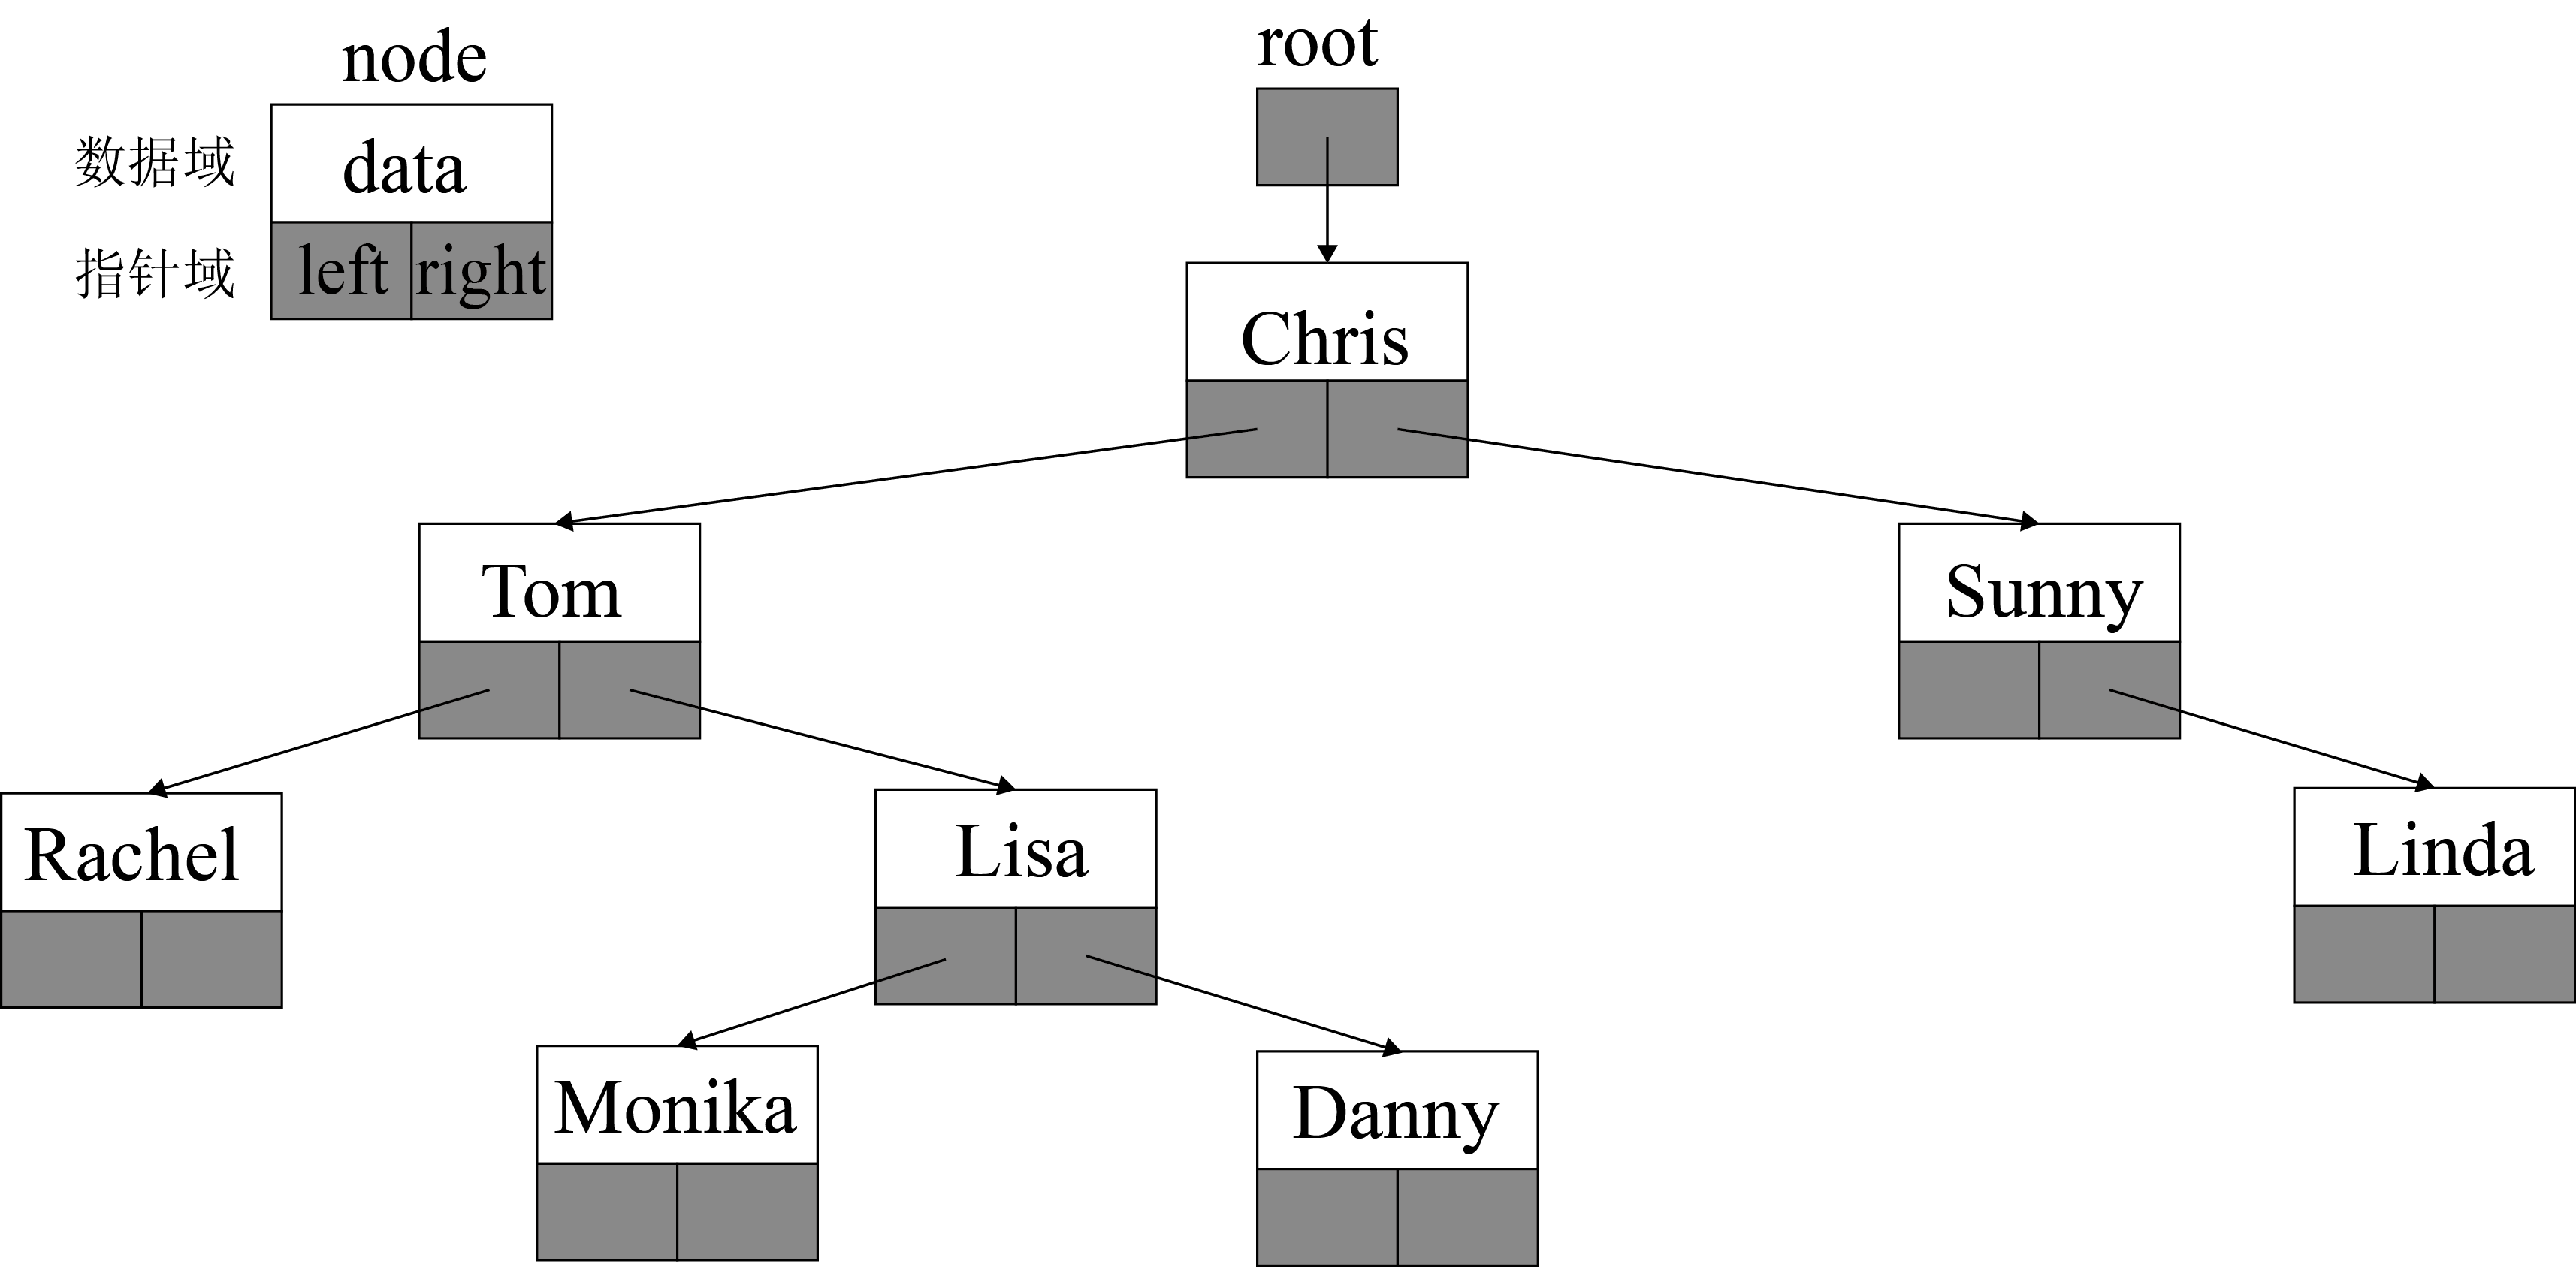 node
数据域
data
指针域
left right
root
Chris
Tom
Sunny
Rachel
Lisa
Linda
Monika
Danny